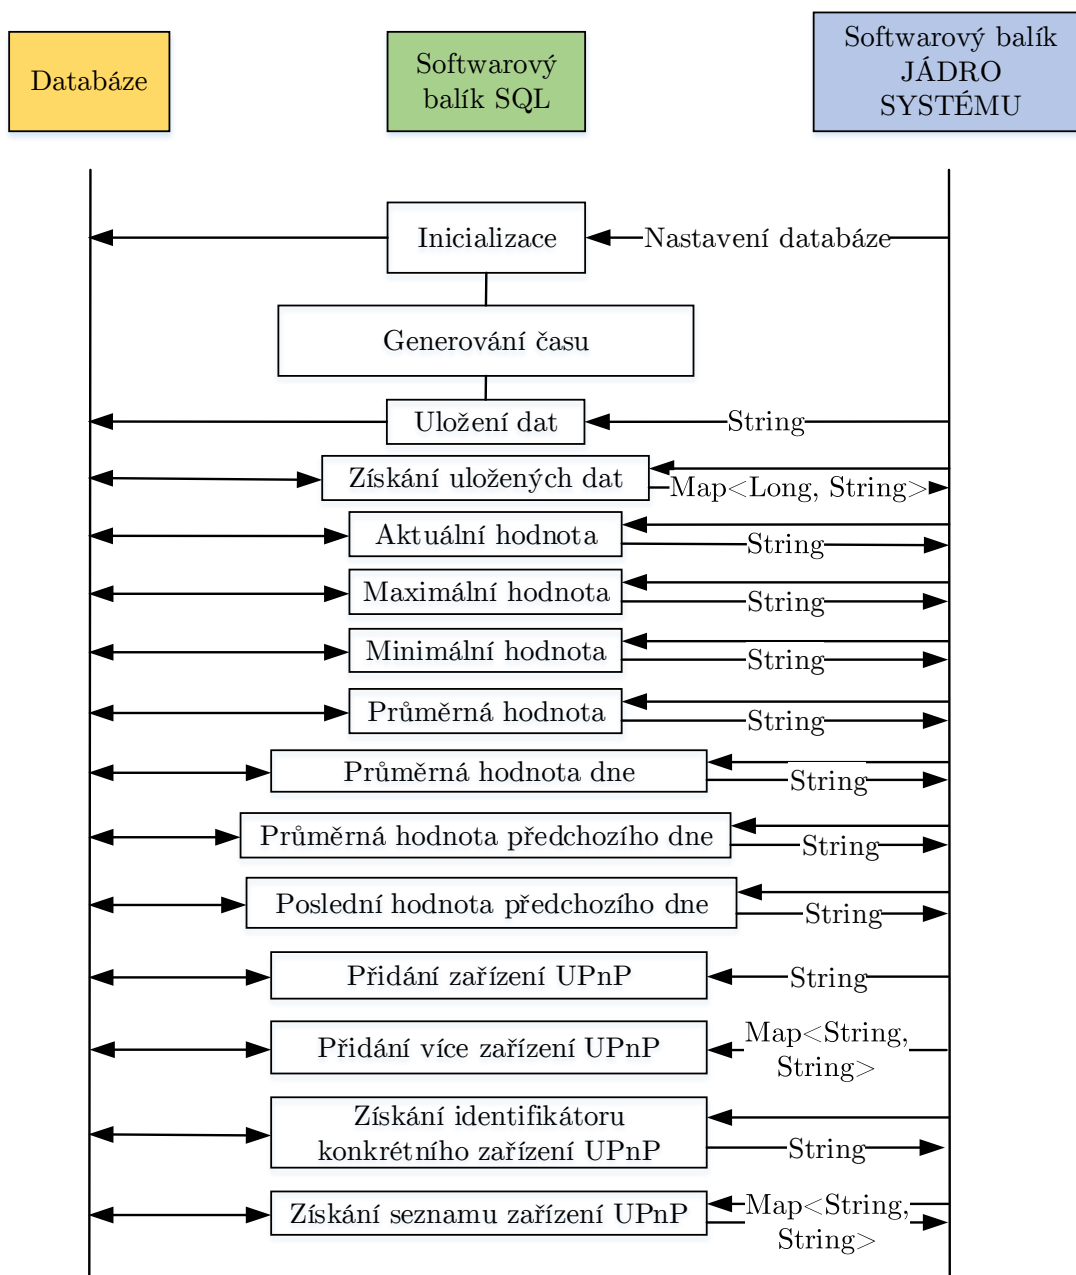 Databáze
Softwarový
balík SQL
Softwarový balík
JÁDRO
SYSTÉMU
Inicializace
Nastavení databáze
Generování času
Uložení dat
String
Získání uložených dat
Map<Long, String>
Aktuální hodnota
String
Maximální hodnota
String
Minimální hodnota
String
Průměrná hodnota
String
Průměrná hodnota dne
String
Průměrná hodnota předchozího dne
String
Poslední hodnota předchozího dne
String
Přidání zařízení UPnP
String
Přidání více zařízení UPnP
Map<String,
String>
Získání identifikátoru
konkrétního zařízení UPnP
String
Získání seznamu zařízení UPnP
Map<String,
String>